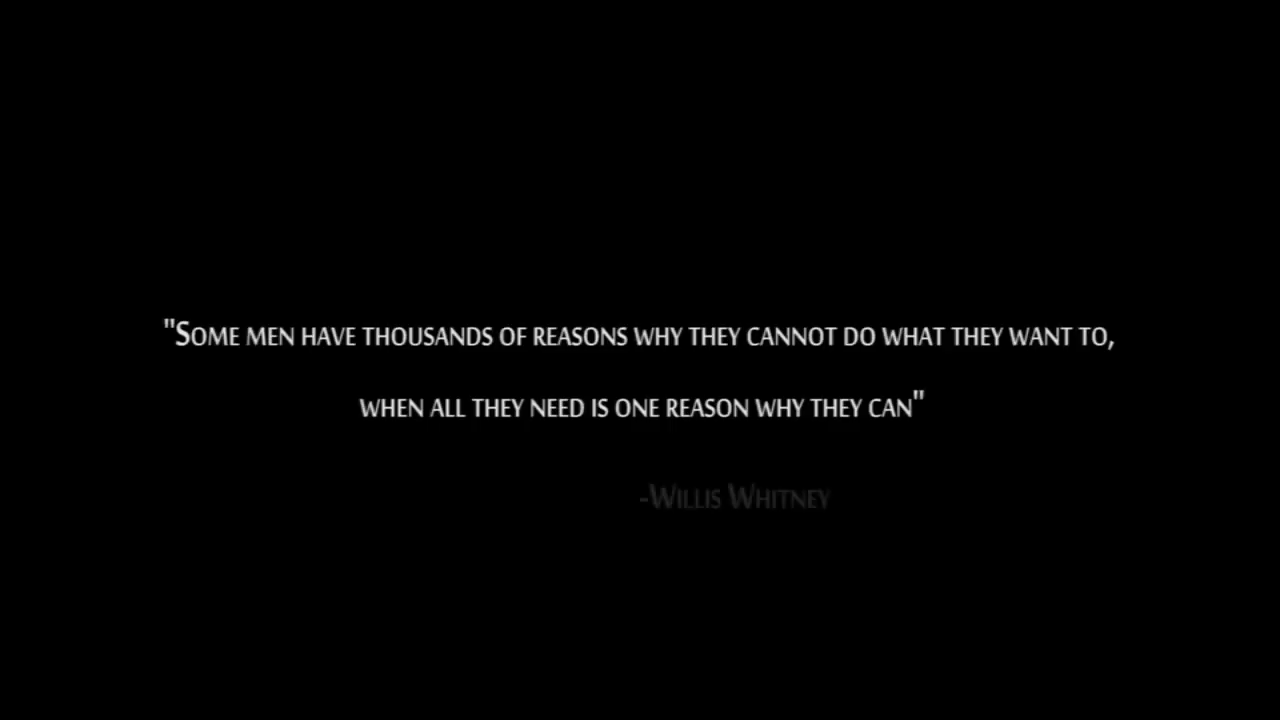 "Some men have thousands of reasons why they cannot do what they want to,
when all they need is one reason why they can"
-Willis Whitney